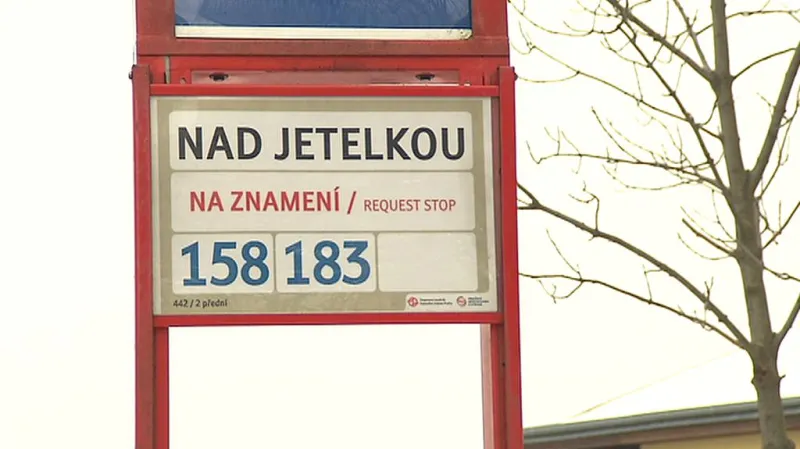 NAD JETELKOU
NA ZNAMENÍ / REQUEST STOP
158 183
442 / 2 přední